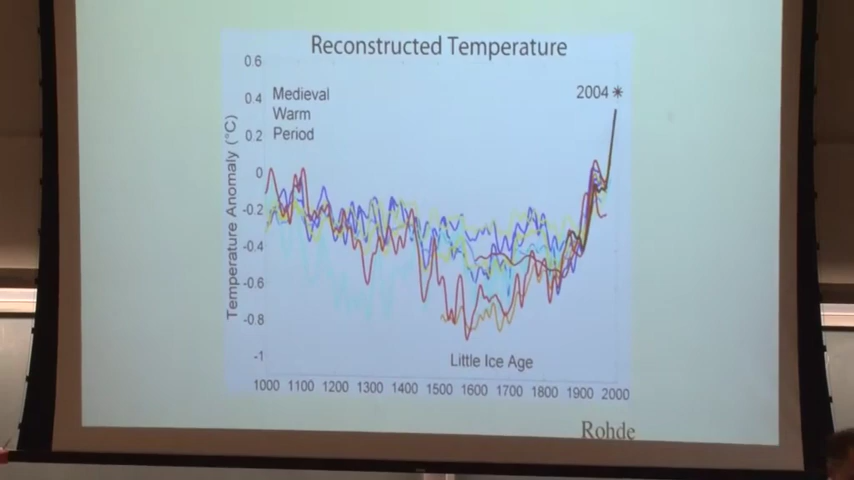 Reconstructed Temperature
0.6
0.4
0.2
0
-0.2
-0.4
-0.6
-0.8
-1
Temperature Anomaly (°C)
Medieval
Warm
Period
2004 *
Little Ice Age
1000 1100 1200 1300 1400 1500 1600 1700 1800 1900 2000
Rohde